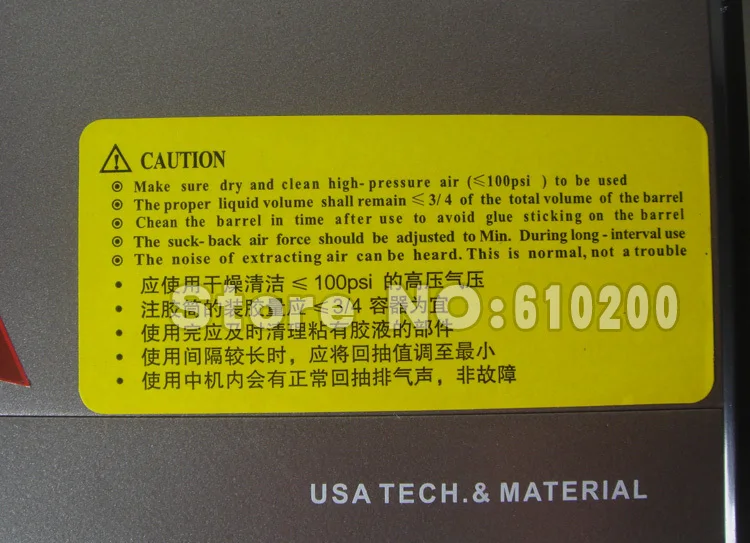 CAUTION
Make sure dry and clean high-pressure air (≤100psi ) to be used
The proper liquid volume shall remain ≤3/4 of the total volume of the barrel
Chean the barrel in time after use to avoid glue sticking on the barrel
The suck-back air force should be adjusted to Min. During long-interval use
The noise of extracting air can be heard. This is normal, not a trouble
• 应使用干燥清洁 ≤ 100psi 的高压气压
• 注胶筒的装胶量应 ≤3/4 容器为宜
Store NO:610200
• 使用完应及时清理粘有胶液的部件
• 使用间隔较长时，应将回抽值调至最小
• 使用中机内会有正常回抽排气声，非故障
USA TECH.& MATERIAL